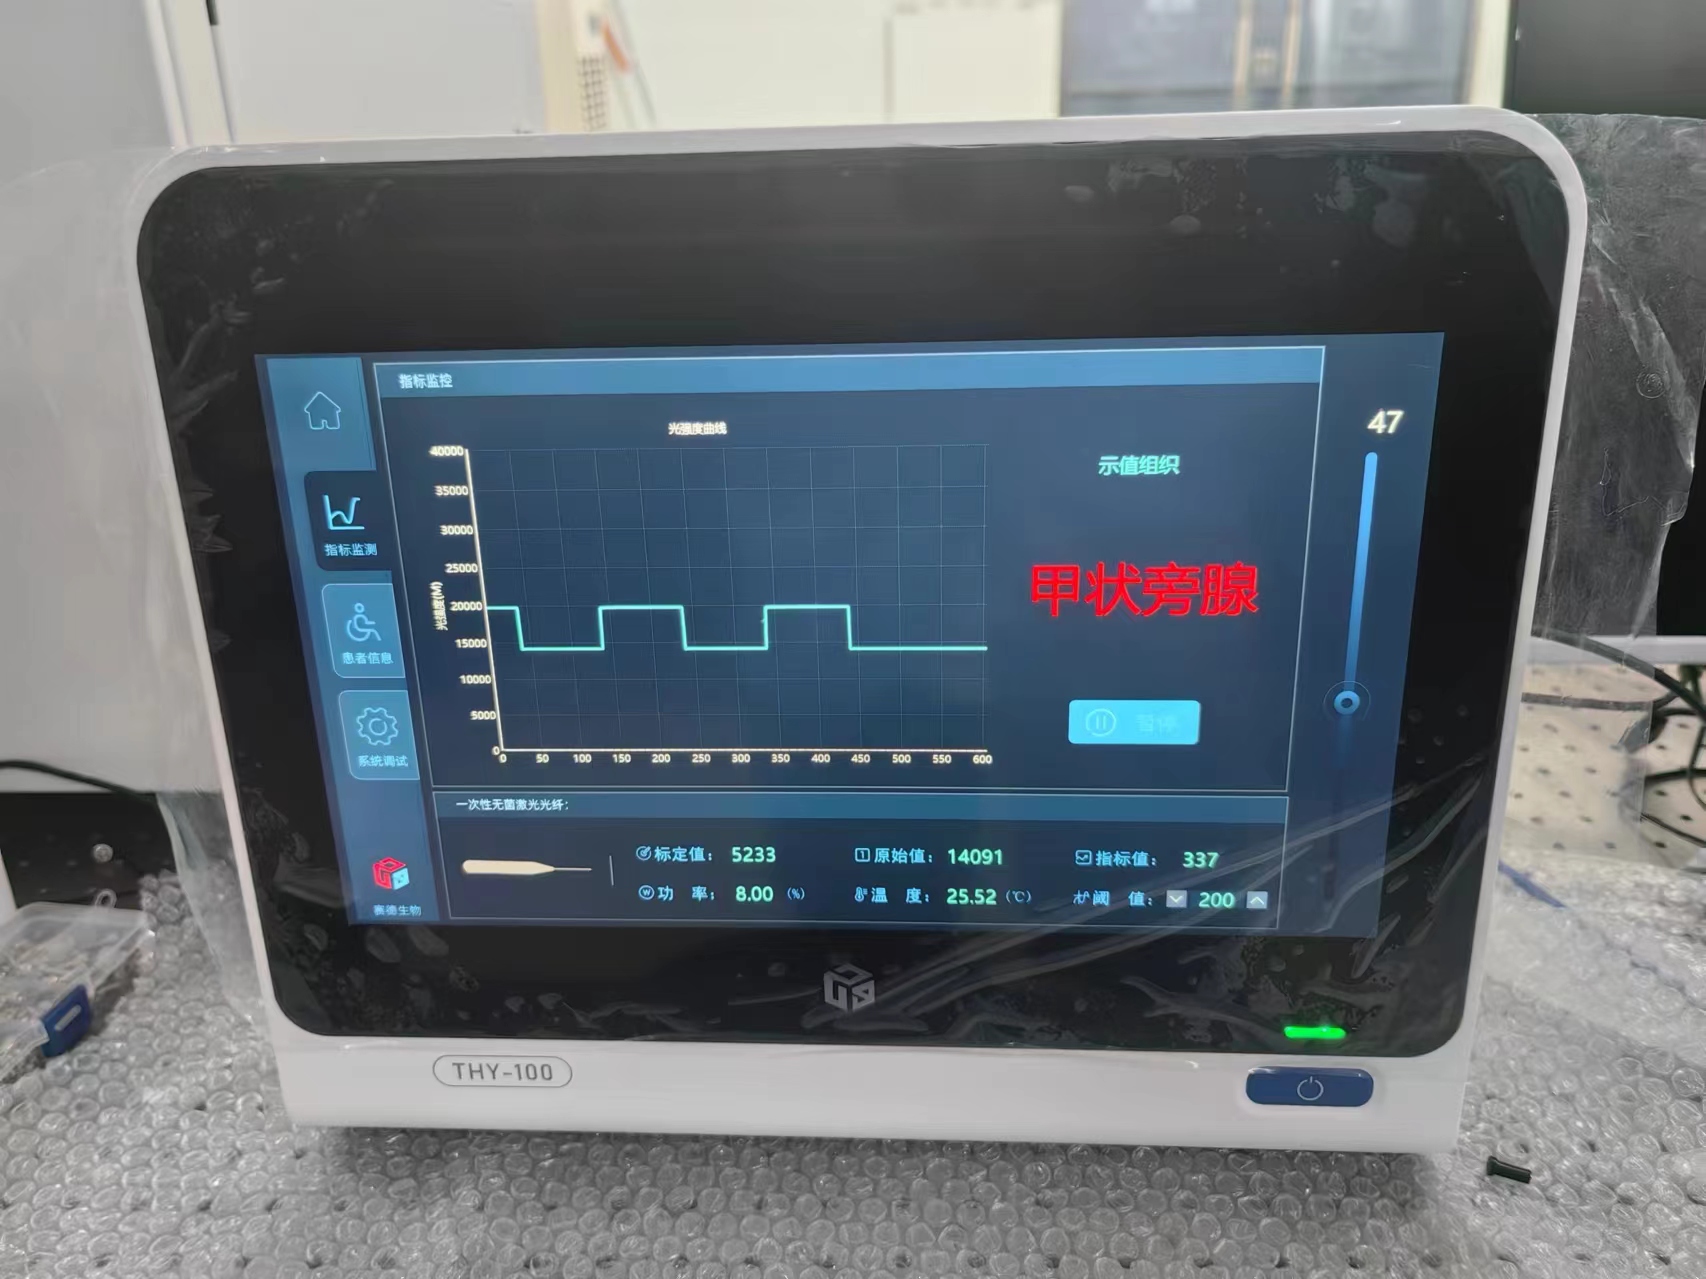 指标监控
47
光强度曲线
示值组织
40000
35000
30000
25000
20000
15000
10000
5000
0
光强度(M)
0 50 100 150 200 250 300 350 400 450 500 550 600
甲状旁腺
暂停
指标监测
患者信息
系统调试
赛德生物
一次性无菌激光光纤：
标定值： 5233
原始值： 14091
指标值： 337
功 率： 8.00 (%)
温 度： 25.52 (℃)
阈 值： 200
THY-100